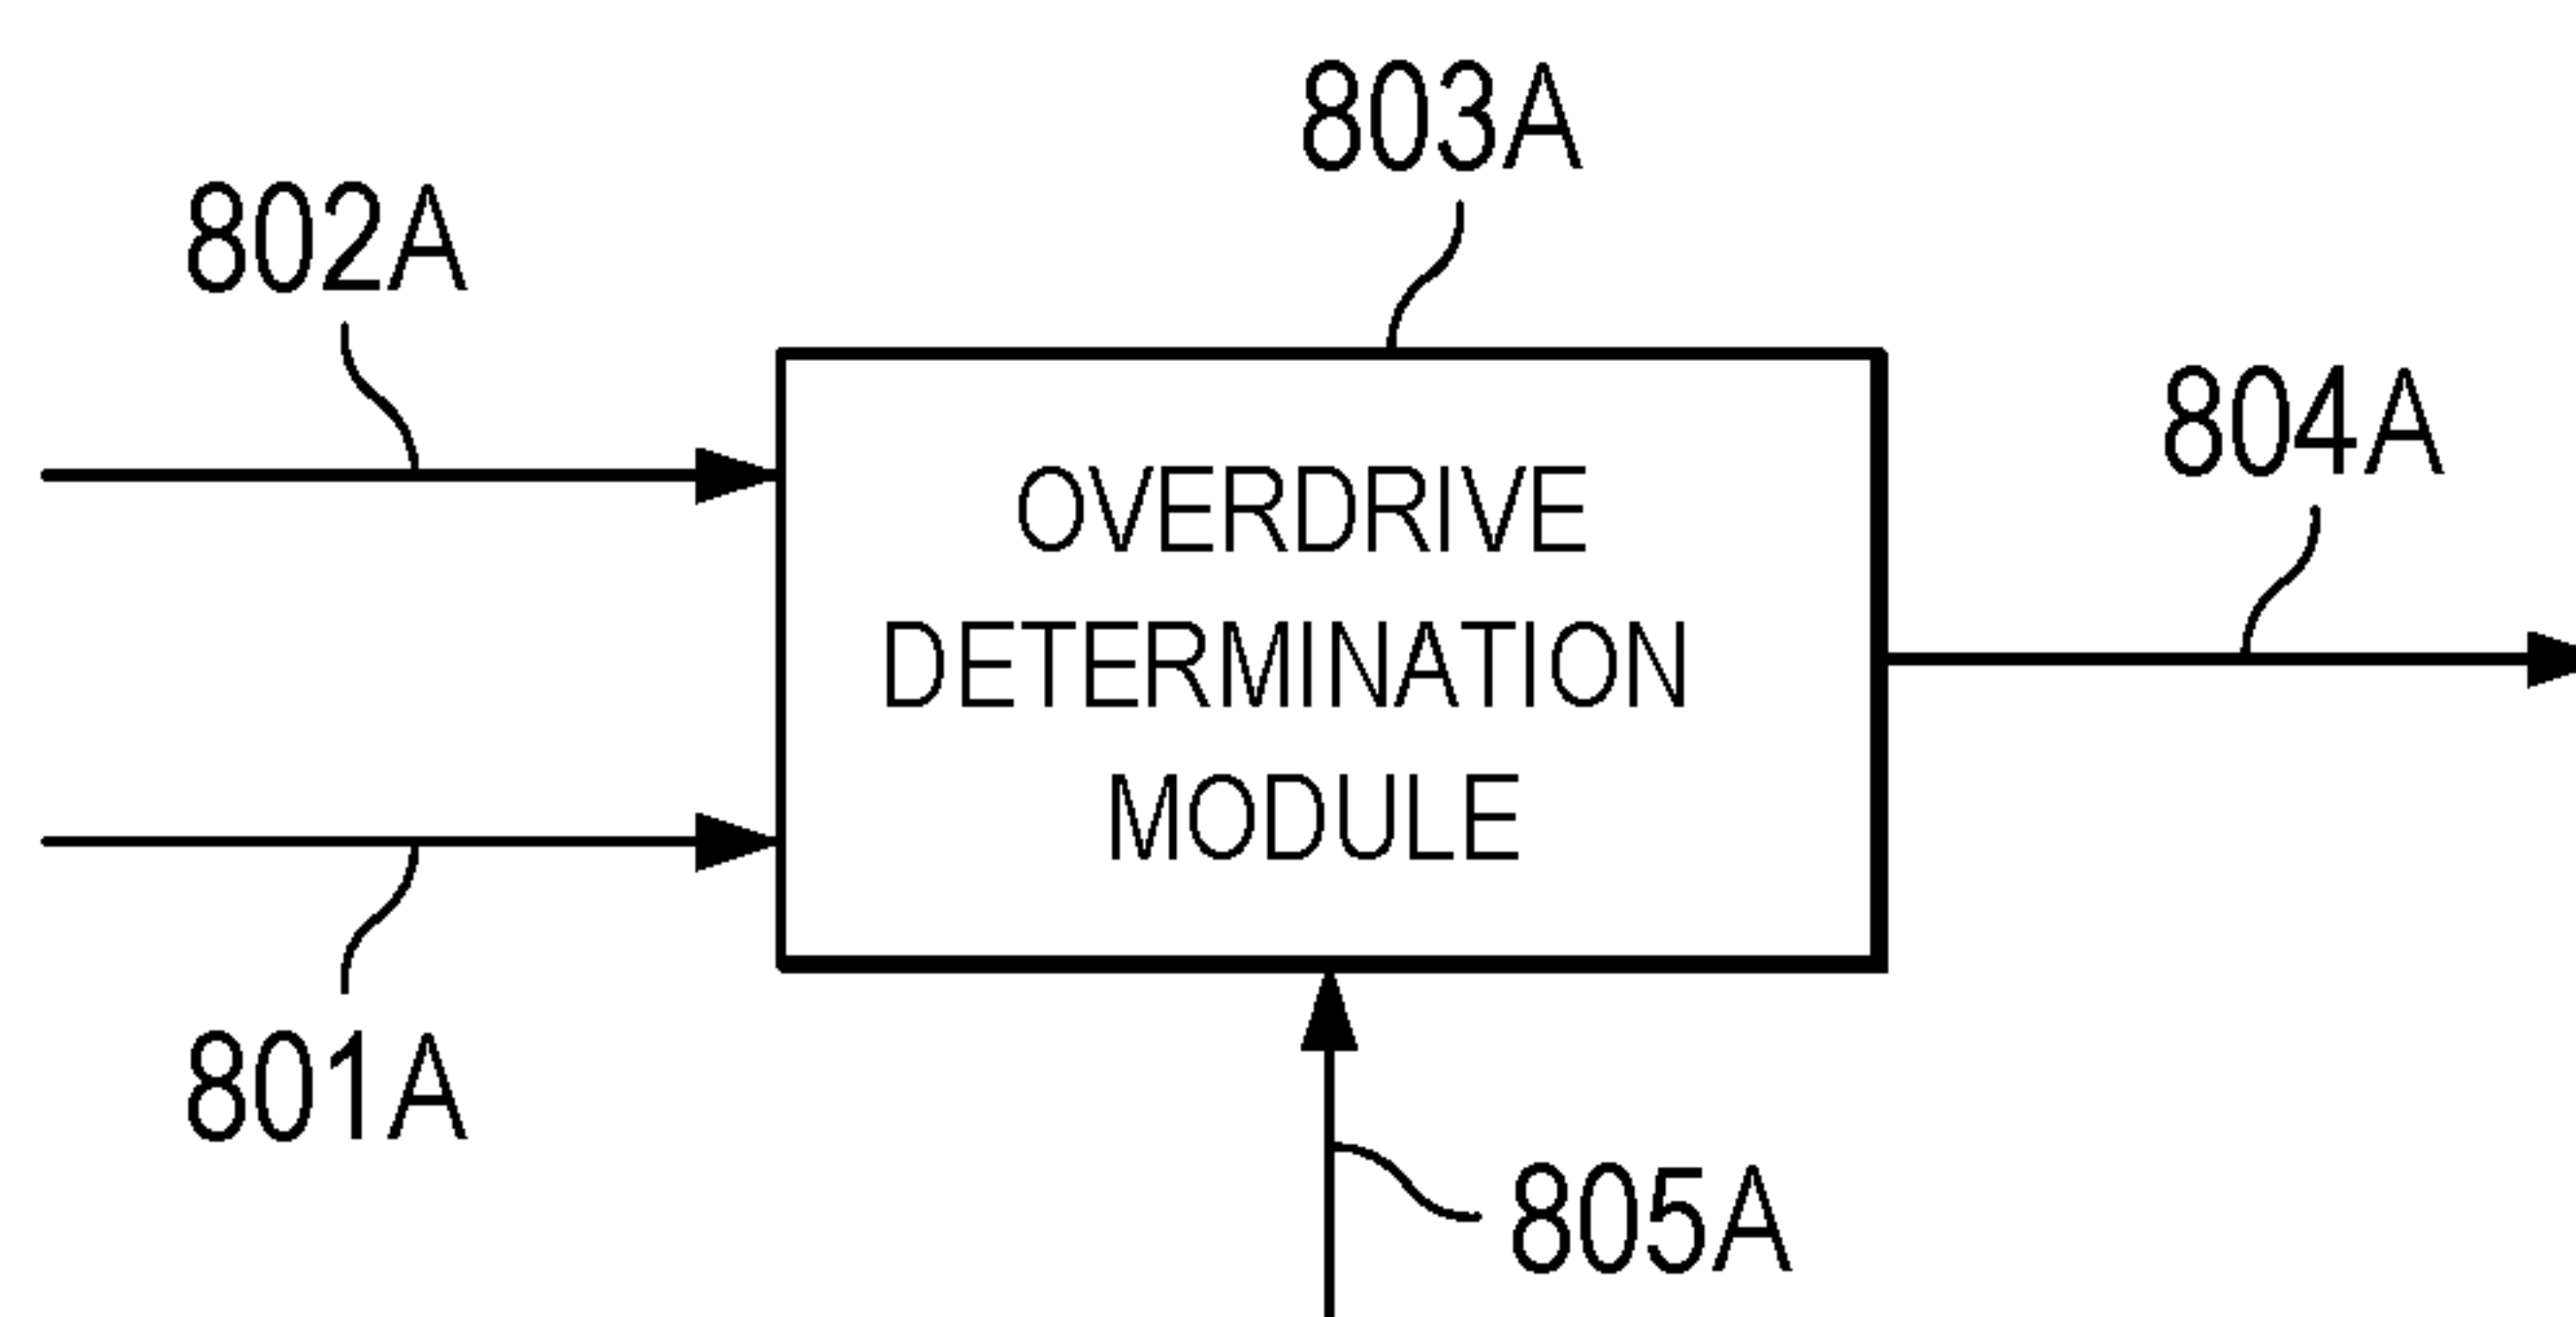 803A
802A
804A
OVERDRIVE
DETERMINATION
MODULE
801A
805A